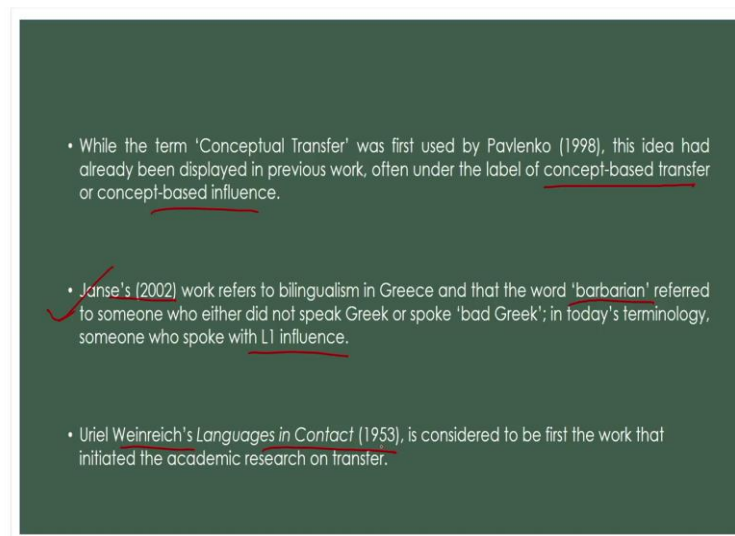 • While the term ‘Conceptual Transfer’ was first used by Pavlenko (1998), this idea had
already been displayed in previous work, often under the label of concept-based transfer
or concept-based influence.
• Janse’s (2002) work refers to bilingualism in Greece and that the word ‘barbarian’ referred
to someone who either did not speak Greek or spoke ‘bad Greek’; in today’s terminology,
someone who spoke with L1 influence.
• Uriel Weinreich’s Languages in Contact (1953), is considered to be first the work that
initiated the academic research on transfer.